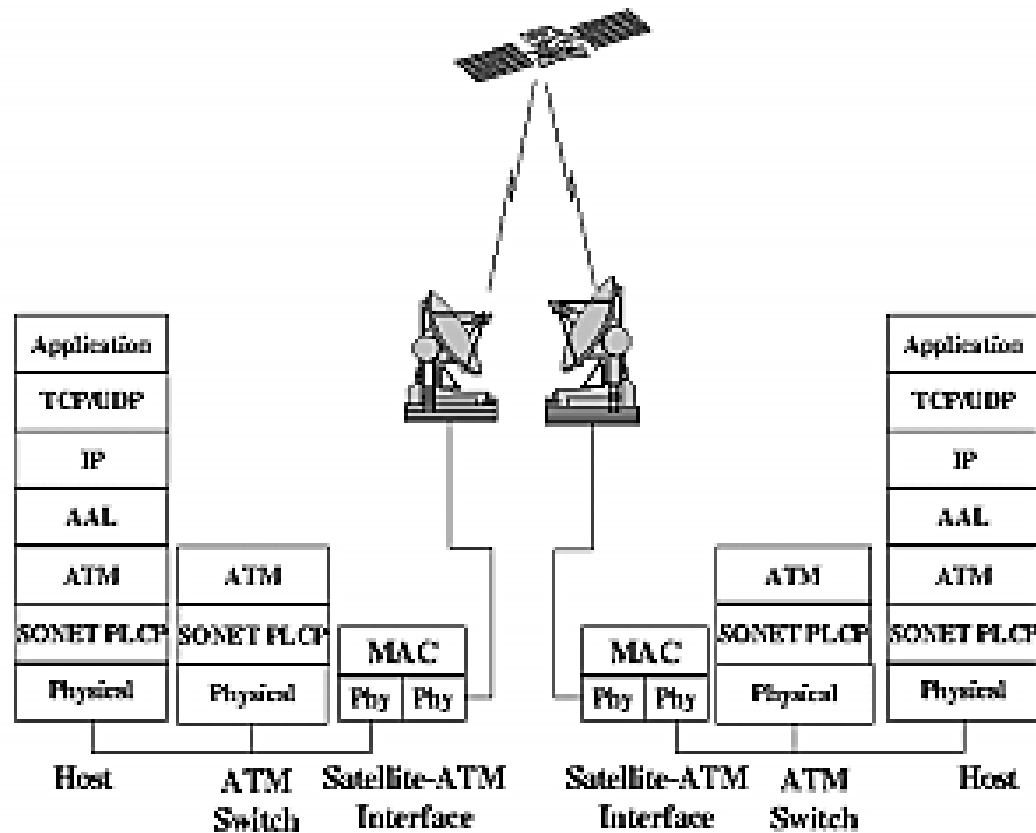 Application
TCP/UDP
IP
AAL
ATM
SONET PLCP
Physical
Host
ATM
SONET PLCP
Physical
ATM
Switch
MAC
Phy Phy
Satellite-ATM
Interface
MAC
Phy Phy
Satellite-ATM
Interface
ATM
SONET PLCP
Physical
ATM
Switch
Application
TCP/UDP
IP
AAL
ATM
SONET PLCP
Physical
Host